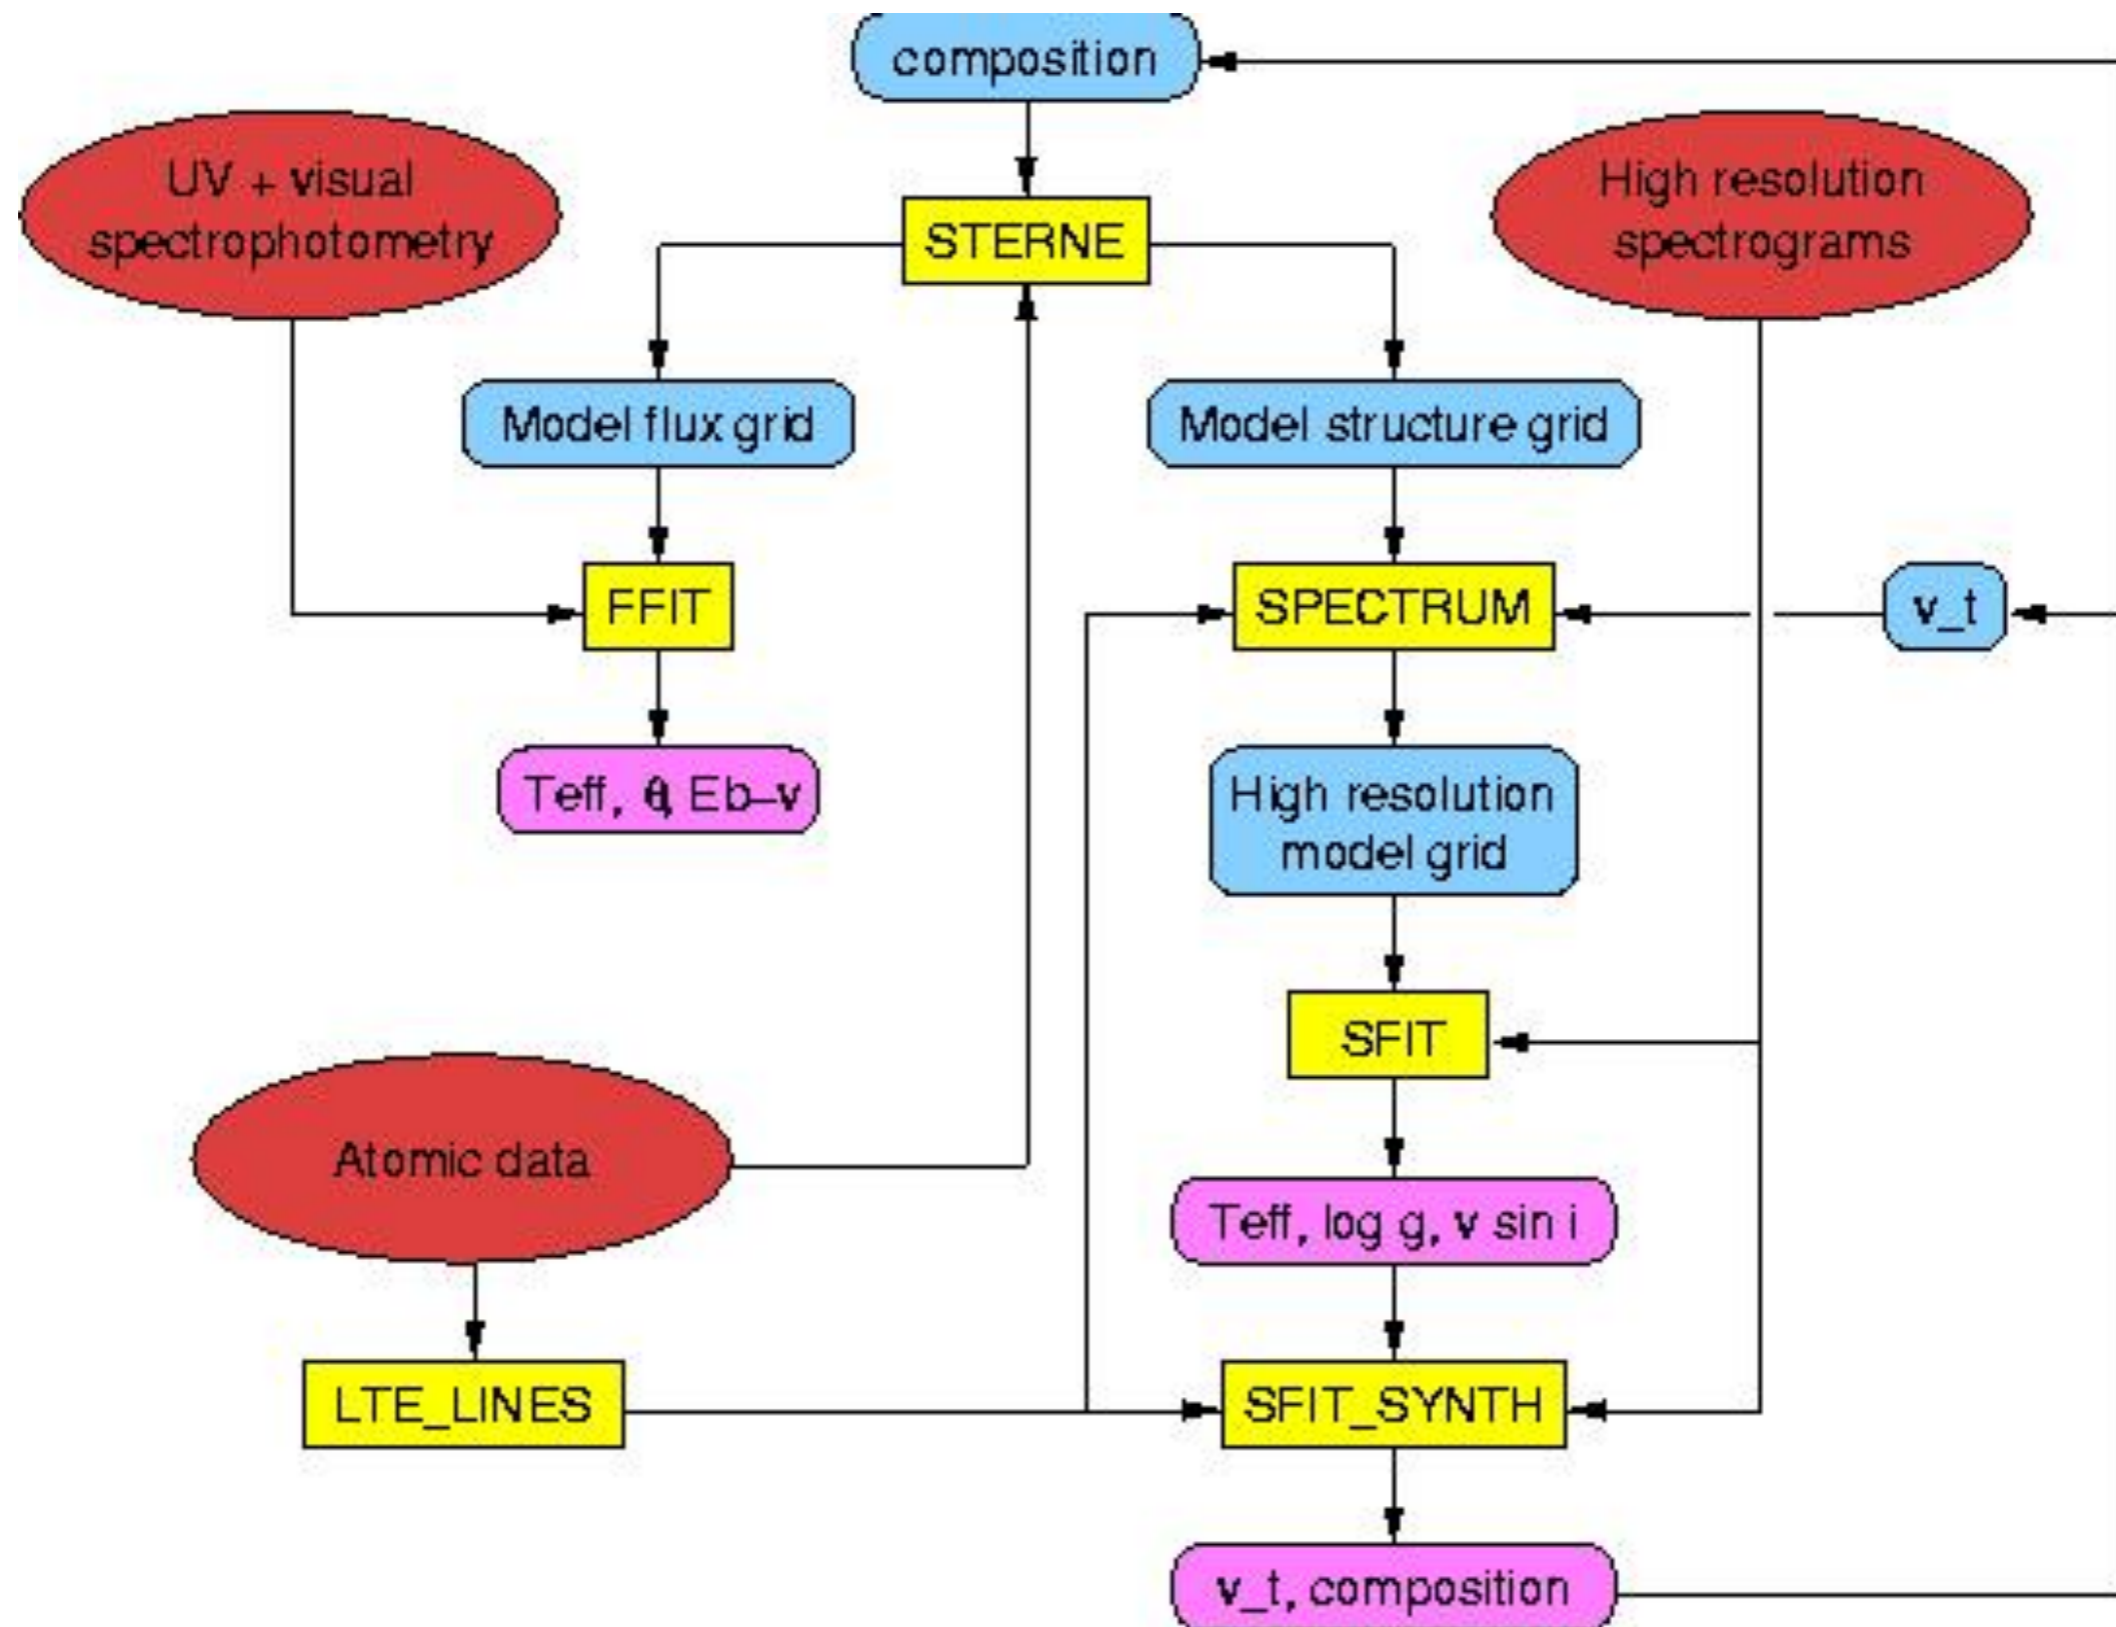 composition
UV + visual
spectrophotometry
High resolution
spectrograms
STERNE
Model flux grid
Model structure grid
FFIT
SPECTRUM
v_t
Teff, θ, Eb–v
High resolution
model grid
SFIT
Atomic data
Teff, log g, v sin i
LTE_LINES
SFIT_SYNTH
v_t, composition